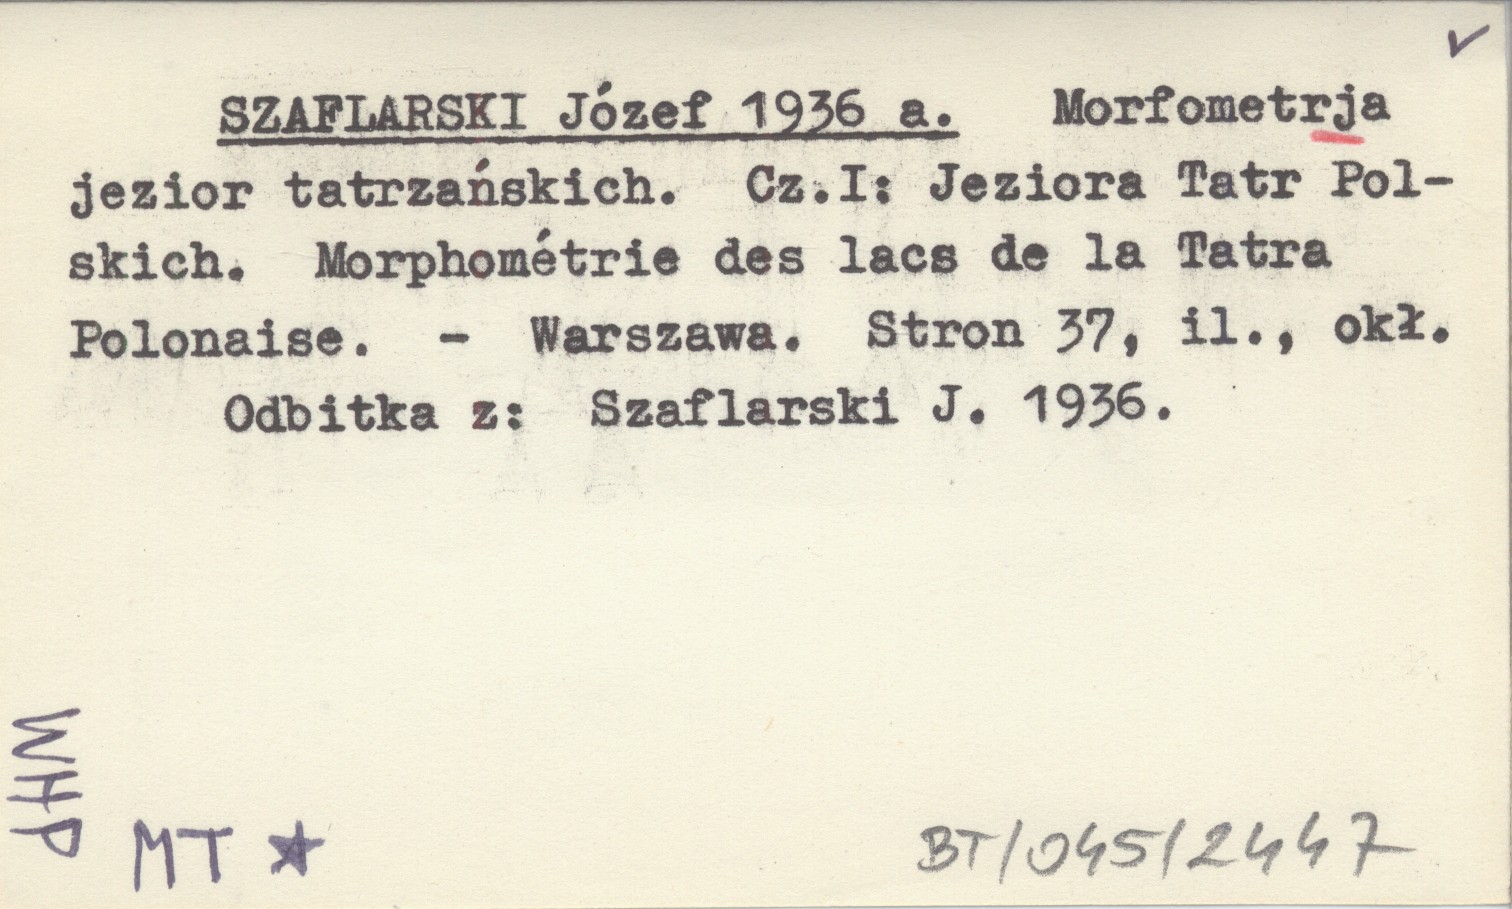 SZAFLARSKI Józef 1936 a. Morfometrja
jezior tatrzańskich. Cz.I: Jeziora Tatr Pol-
skich. Morphométrie des lacs de la Tatra
Polonaise. - Warszawa. Stron 37, il., okł.
Odbitka z: Szaflarski J. 1936.
WHP
MT ★
BT/045/2447